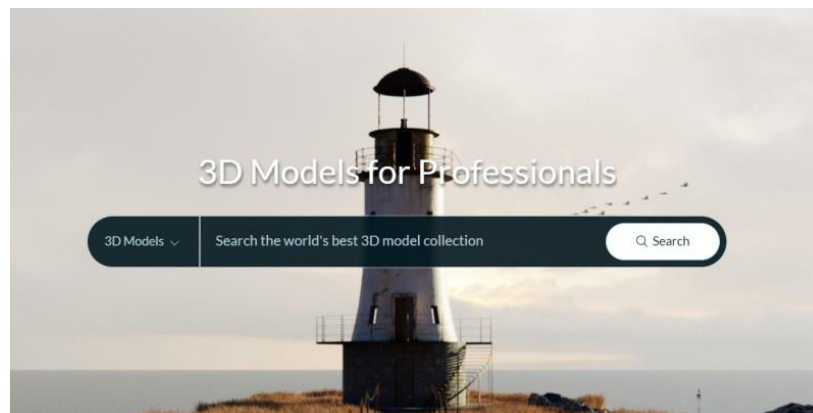 3D Models for Professionals
3D Models
Search the world's best 3D model collection
Search